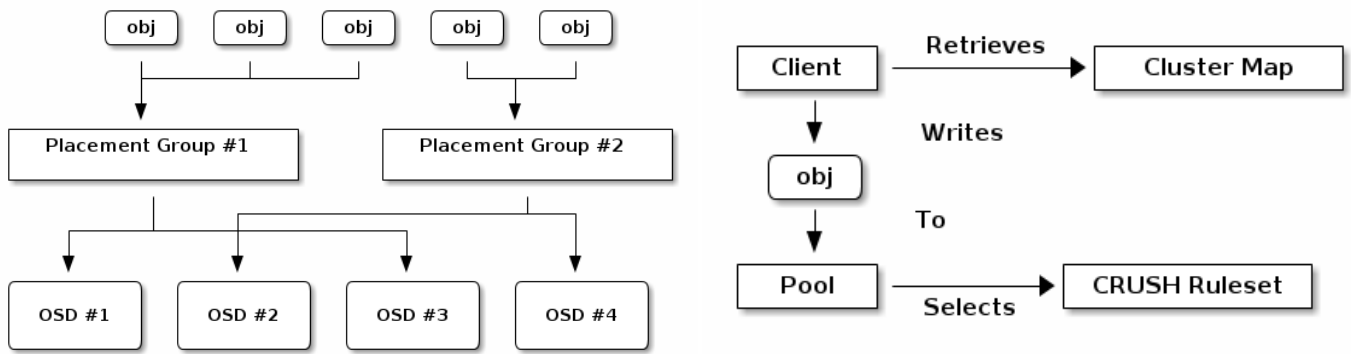 obj
obj
obj
obj
obj
Placement Group #1
Placement Group #2
OSD #1
OSD #2
OSD #3
OSD #4
Client
Retrieves
Cluster Map
Writes
obj
To
Pool
Selects
CRUSH Ruleset